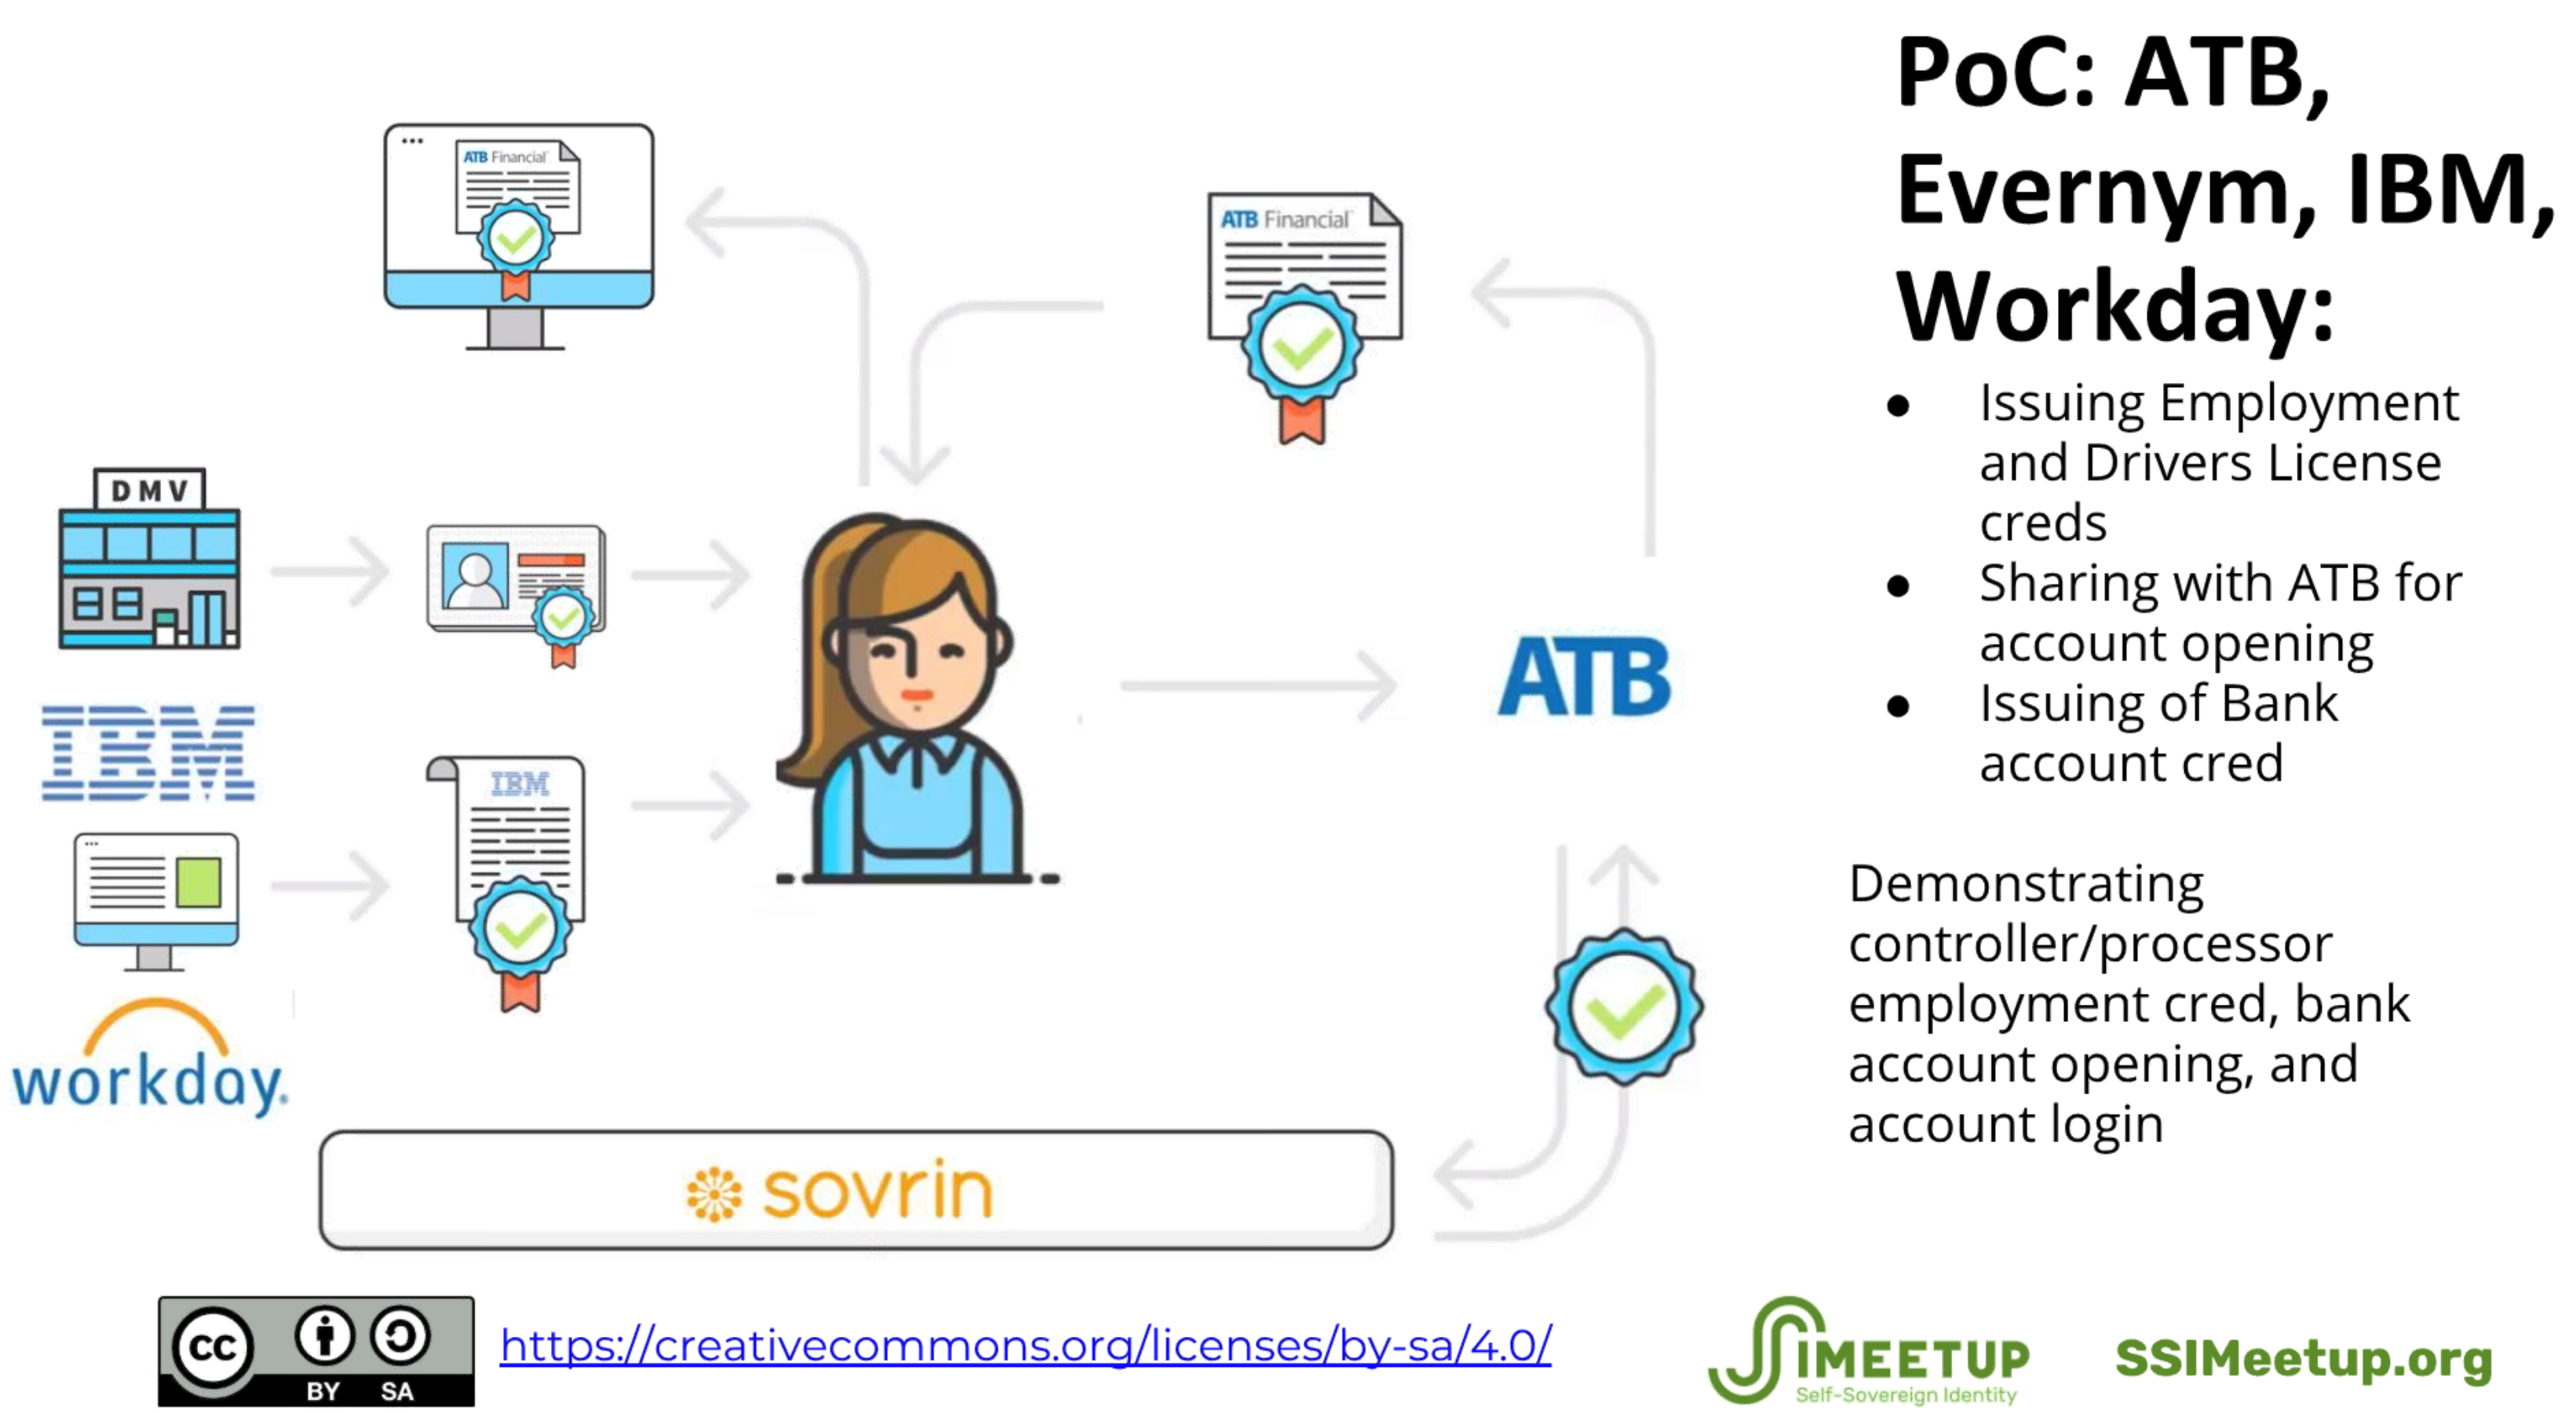 PoC: ATB,
Evernym, IBM,
Workday:
● Issuing Employment
and Drivers License
creds
● Sharing with ATB for
account opening
● Issuing of Bank
account cred
Demonstrating
controller/processor
employment cred, bank
account opening, and
account login
ATB Financial
ATB Financial
DMV
IBM
IBM
ATB
workday.
sovrin
CC BY SA
https://creativecommons.org/licenses/by-sa/4.0/
SSIMEETUP
Self-Sovereign Identity
SSIMeetup.org